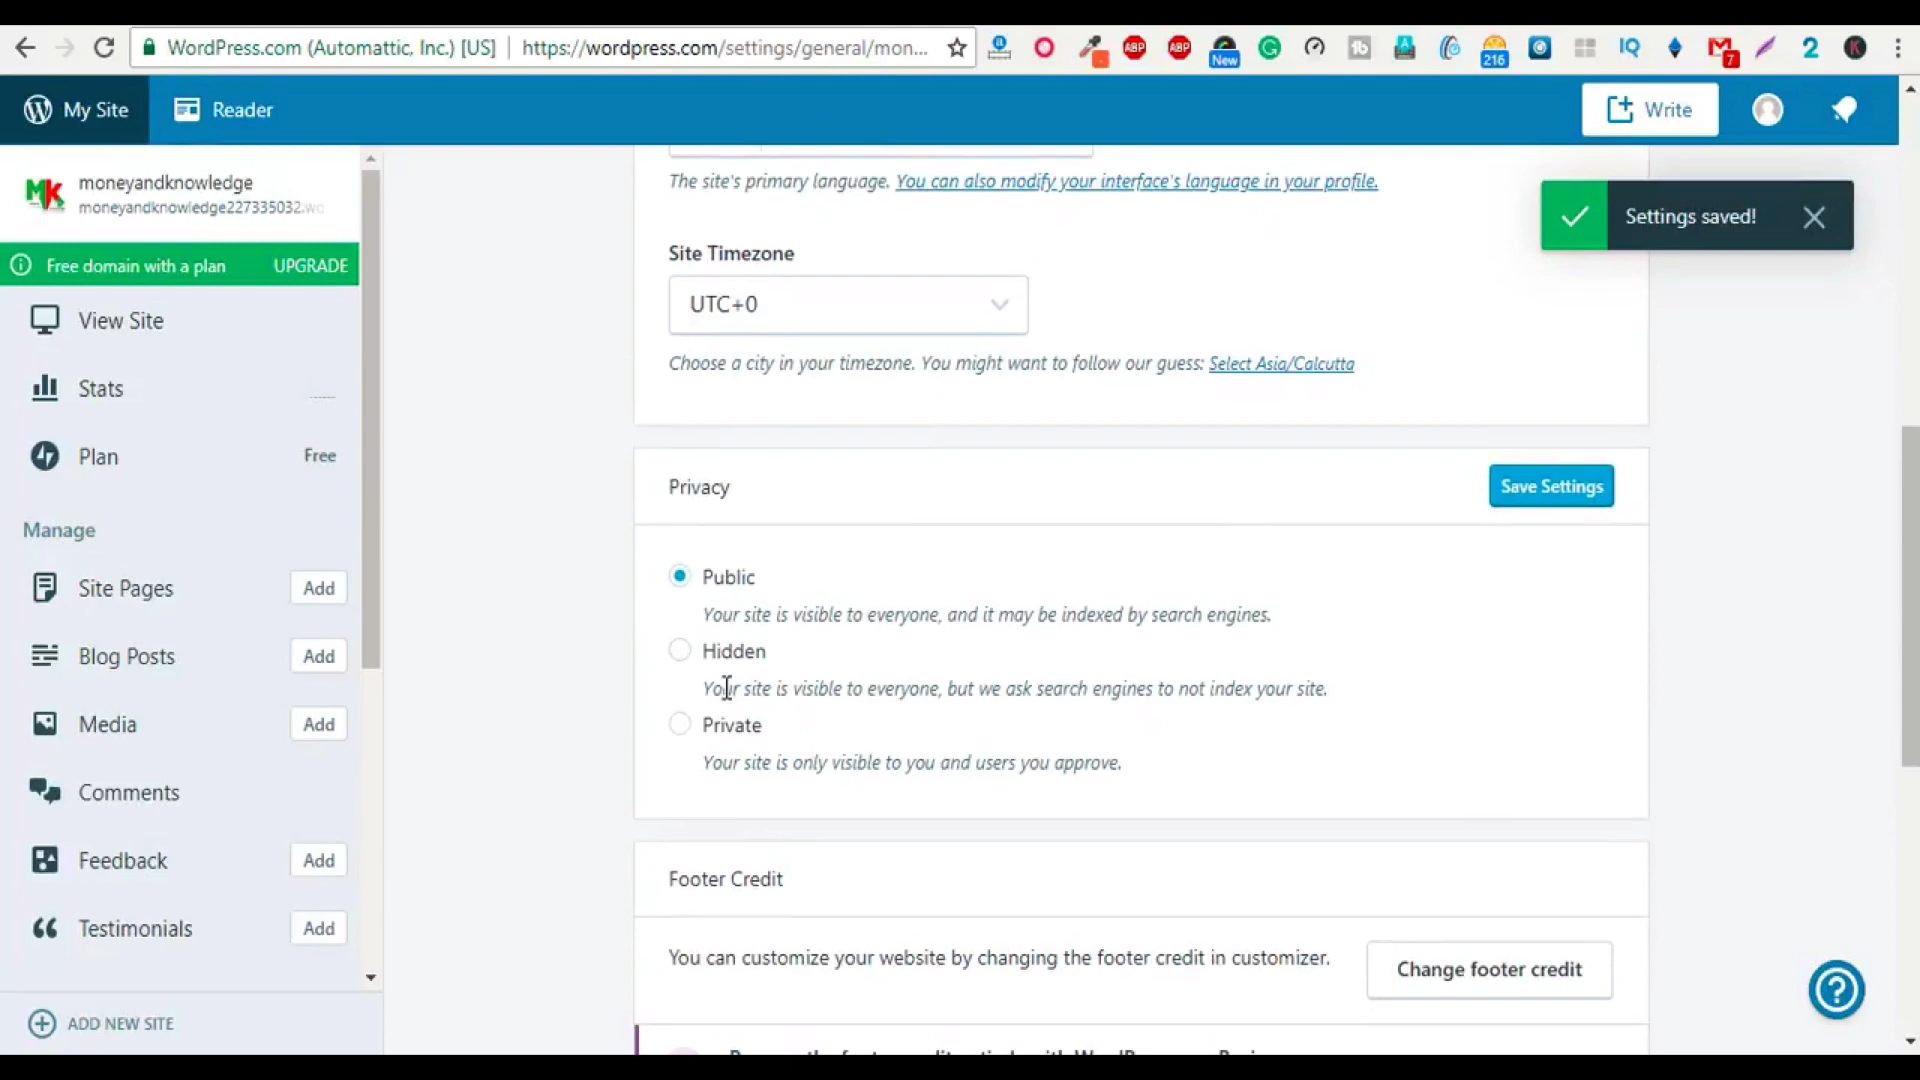 WordPress.com (Automattic, Inc.) [US] https://wordpress.com/settings/general/mon...
ABP
ABP
New
216
IQ
7
2
K
My Site
Reader
Write
moneyandknowledge
moneyandknowledge227335032.wo
Free domain with a plan UPGRADE
View Site
Stats
Plan Free
Manage
Site Pages Add
Blog Posts Add
Media Add
Comments
Feedback Add
Testimonials Add
ADD NEW SITE
The site's primary language. You can also modify your interface's language in your profile.
Settings saved!
Site Timezone
UTC+0
Choose a city in your timezone. You might want to follow our guess: Select Asia/Calcutta
Privacy
Save Settings
Public
Your site is visible to everyone, and it may be indexed by search engines.
Hidden
Your site is visible to everyone, but we ask search engines to not index your site.
Private
Your site is only visible to you and users you approve.
Footer Credit
You can customize your website by changing the footer credit in customizer.
Change footer credit